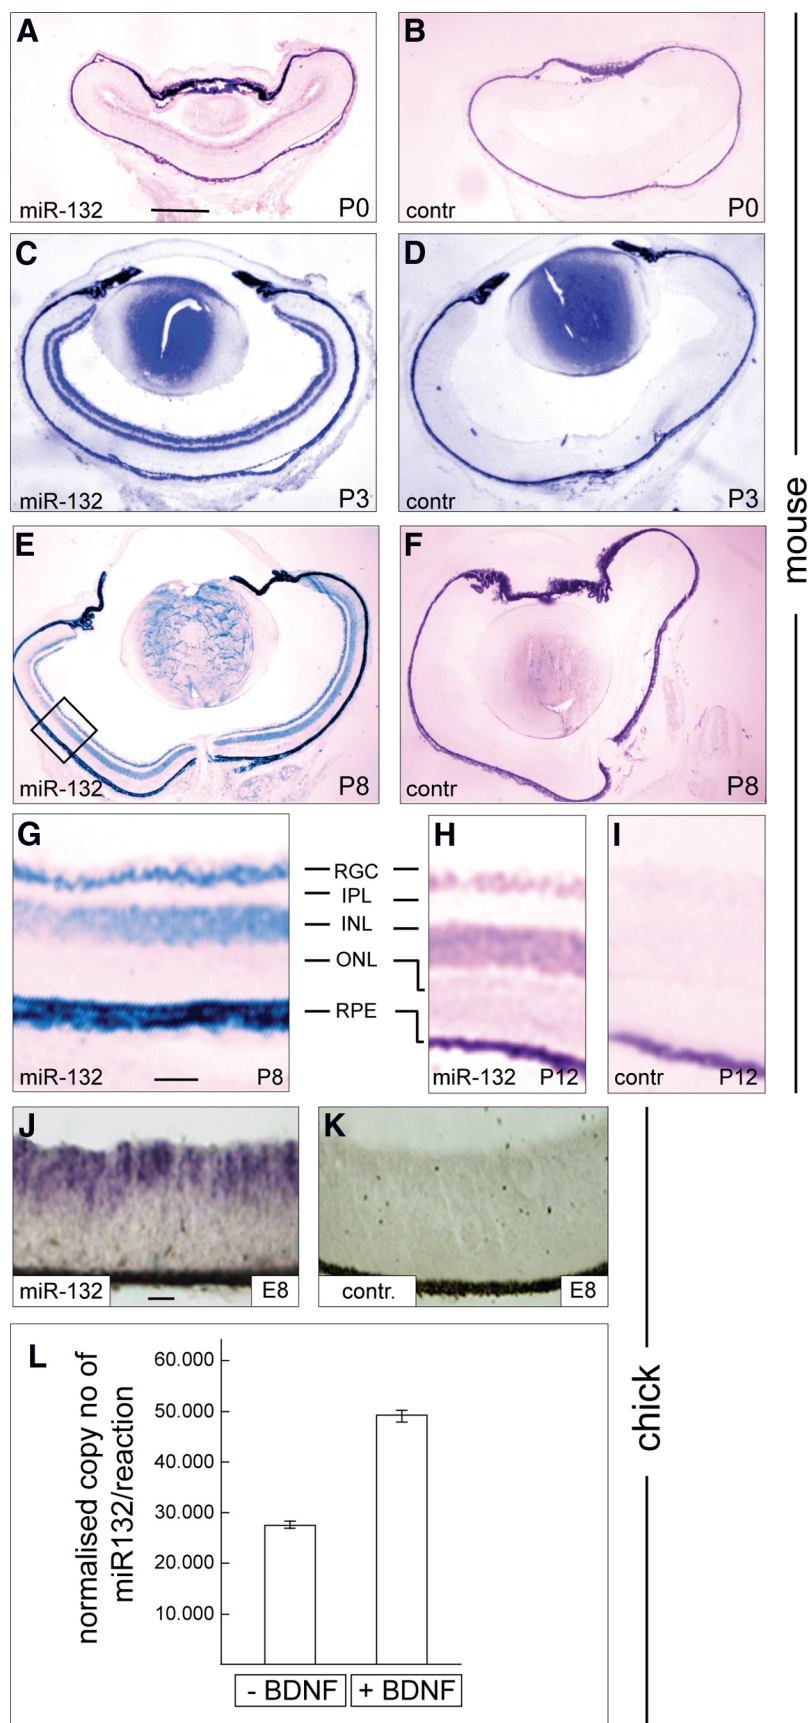 A
miR-132
P0
B
contr
P0
C
miR-132
P3
D
contr
P3
E
miR-132
P8
F
contr
P8
mouse
G
miR-132
P8
RGC
IPL
INL
ONL
RPE
H
miR-132 P12
I
contr
P12
J
miR-132
E8
K
contr.
E8
chick
L
normalised copy no of
miR132/reaction
60.000
50.000
40.000
30.000
20.000
10.000
- BDNF
+ BDNF